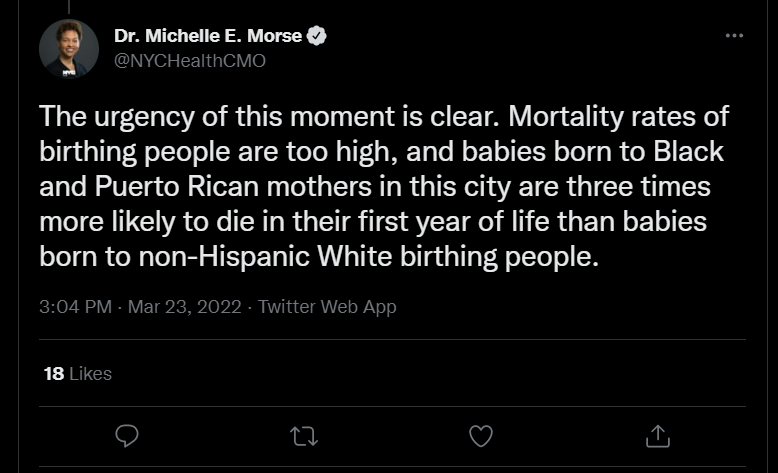 Dr. Michelle E. Morse
@NYCHealthCMO
The urgency of this moment is clear. Mortality rates of
birthing people are too high, and babies born to Black
and Puerto Rican mothers in this city are three times
more likely to die in their first year of life than babies
born to non-Hispanic White birthing people.
3:04 PM · Mar 23, 2022 · Twitter Web App
18 Likes